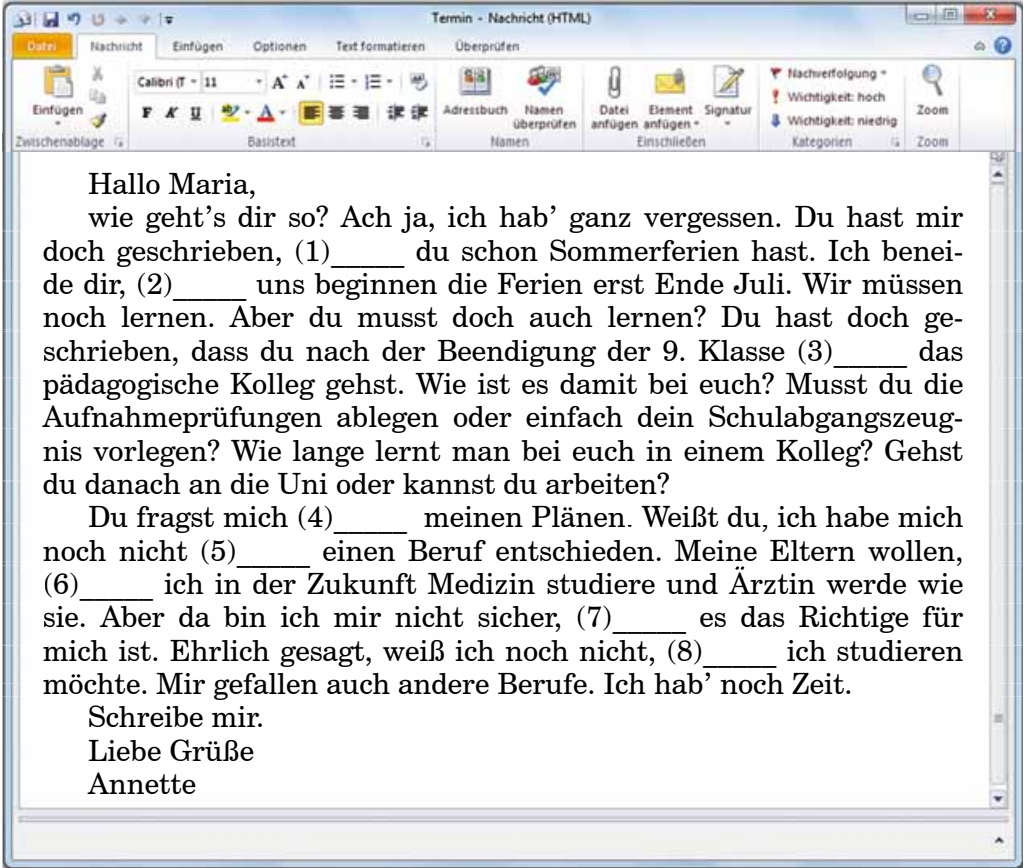 Termin - Nachricht (HTML)
Datei Nachricht Einfügen Optionen Text formatieren Überprüfen
Calibri (T 11
Einfügen F K U Adressbuch Namen überprüfen Datei anfügen Element anfügen Signatur Nachverfolgung Wichtigkeit: hoch Wichtigkeit: niedrig Zoom
Zwischenablage Basistext Namen Einschließen Kategorien Zoom
Hallo Maria,
wie geht's dir so? Ach ja, ich hab' ganz vergessen. Du hast mir
doch geschrieben, (1)_____ du schon Sommerferien hast. Ich benei-
de dir, (2)_____ uns beginnen die Ferien erst Ende Juli. Wir müssen
noch lernen. Aber du musst doch auch lernen? Du hast doch ge-
schrieben, dass du nach der Beendigung der 9. Klasse (3)_____ das
pädagogische Kolleg gehst. Wie ist es damit bei euch? Musst du die
Aufnahmeprüfungen ablegen oder einfach dein Schulabgangszeug-
nis vorlegen? Wie lange lernt man bei euch in einem Kolleg? Gehst
du danach an die Uni oder kannst du arbeiten?
Du fragst mich (4)_____ meinen Plänen. Weißt du, ich habe mich
noch nicht (5)_____ einen Beruf entschieden. Meine Eltern wollen,
(6)_____ ich in der Zukunft Medizin studiere und Ärztin werde wie
sie. Aber da bin ich mir nicht sicher, (7)_____ es das Richtige für
mich ist. Ehrlich gesagt, weiß ich noch nicht, (8)_____ ich studieren
möchte. Mir gefallen auch andere Berufe. Ich hab' noch Zeit.
Schreibe mir.
Liebe Grüße
Annette